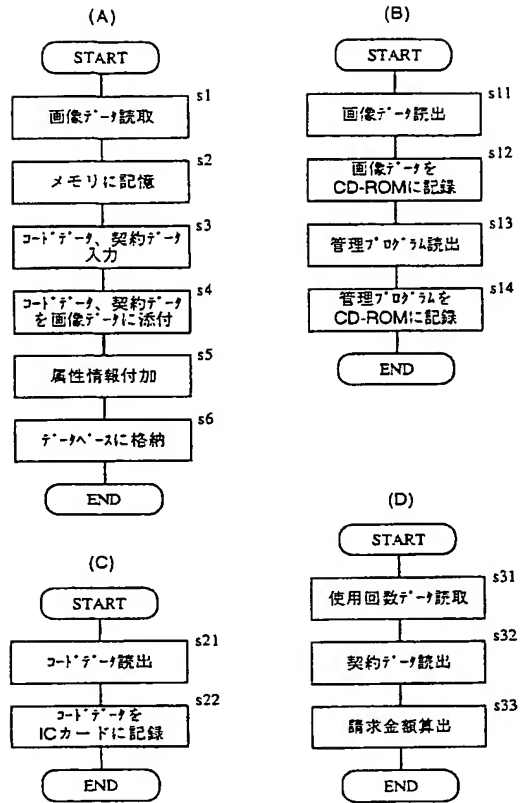 (A)
START
s1
画像データ読取
s2
メモリに記憶
s3
コードデータ、契約データ
入力
s4
コードデータ、契約データ
を画像データに添付
s5
属性情報付加
s6
データベースに格納
END
(B)
START
s11
画像データ読出
s12
画像データを
CD-ROMに記録
s13
管理プログラム読出
s14
管理プログラムを
CD-ROMに記録
END
(C)
START
s21
コードデータ読出
s22
コードデータを
ICカードに記録
END
(D)
START
s31
使用回数データ読取
s32
契約データ読出
s33
請求金額算出
END